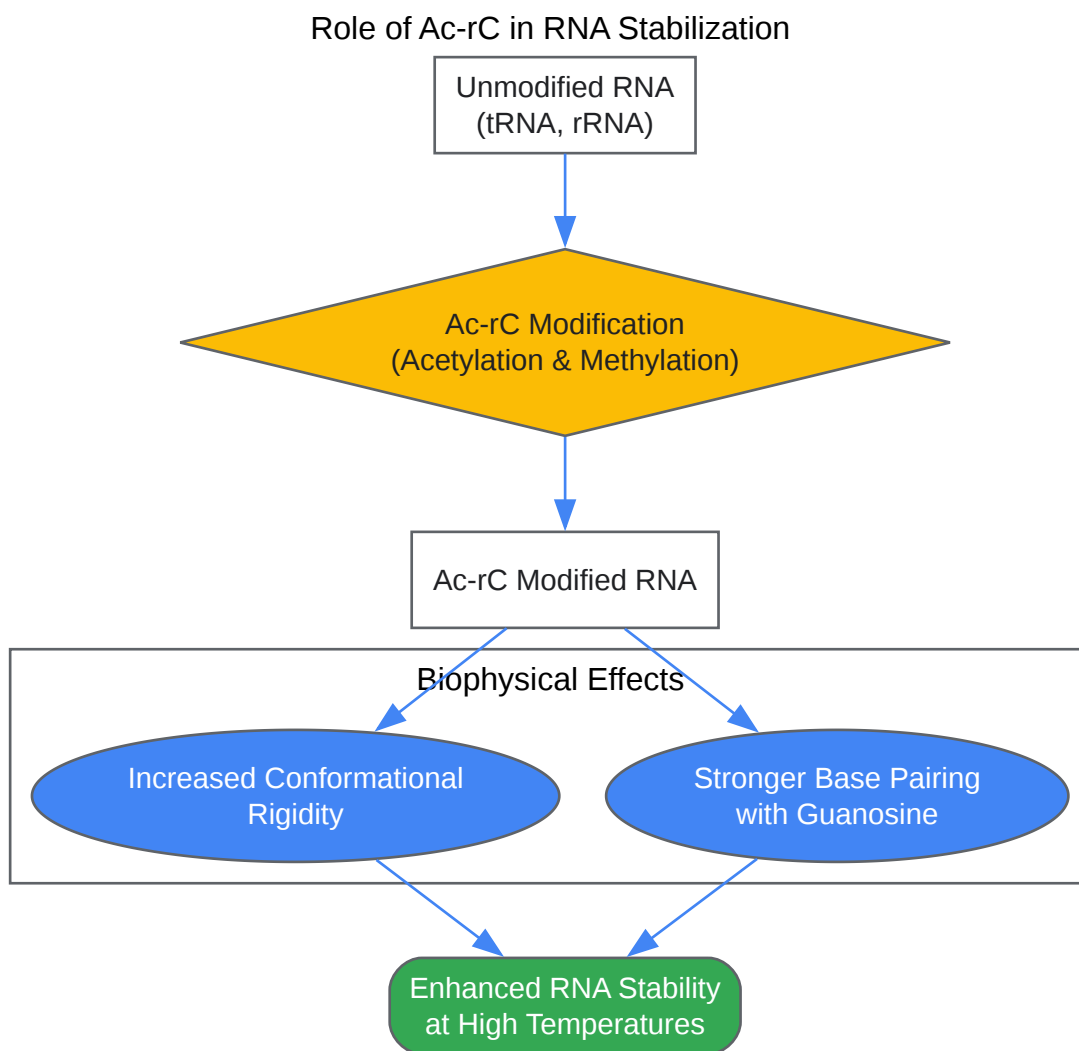 Role of Ac-rC in RNA Stabilization
Unmodified RNA
(tRNA, rRNA)
Ac-rC Modification
(Acetylation & Methylation)
Ac-rC Modified RNA
Biophysical Effects
Increased Conformational
Rigidity
Stronger Base Pairing
with Guanosine
Enhanced RNA Stability
at High Temperatures